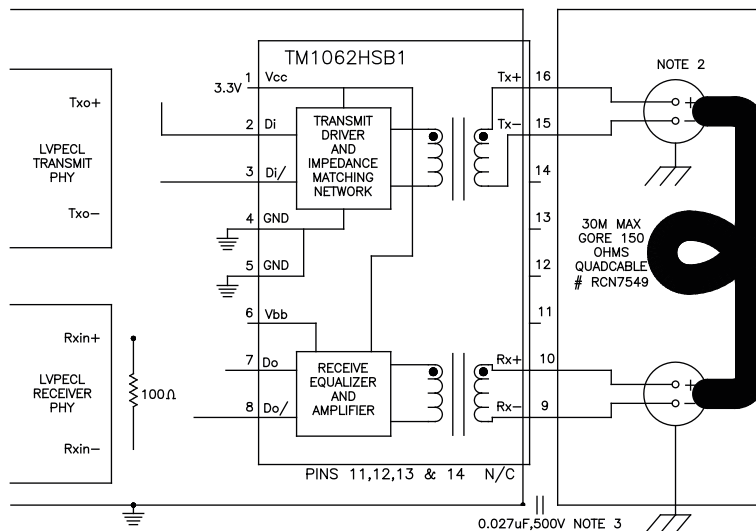 TM1062HSB1
NOTE 2
1 Vcc
3.3V
Tx+ 16
Txo+
LVPECL
TRANSMIT
PHY
Txo−
2 Di
3 Di/
4 GND
5 GND
TRANSMIT
DRIVER
AND
IMPEDANCE
MATCHING
NETWORK
Tx− 15
14
13
12
11
+
−
30M MAX
GORE 150
OHMS
QUADCABLE
# RCN7549
6 Vbb
7 Do
8 Do/
RECEIVE
EQUALIZER
AND
AMPLIFIER
Rx+ 10
Rx− 9
+
−
Rxin+
LVPECL
RECEIVER
PHY
Rxin−
100Ω
PINS 11,12,13 & 14 N/C
0.027uF,500V NOTE 3